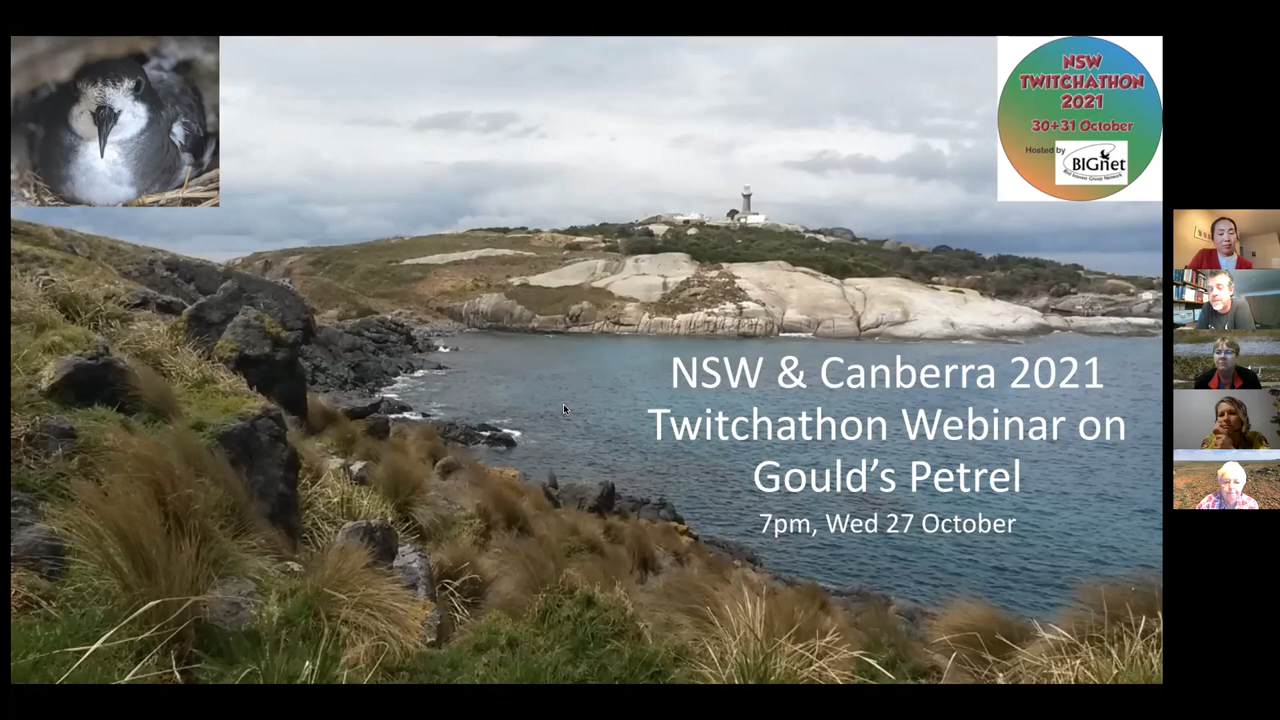 NSW
TWITCHATHON
2021
30+31 October
Hosted by
BIGnet
Bird Interest Group Network
NSW & Canberra 2021
Twitchathon Webinar on
Gould's Petrel
7pm, Wed 27 October